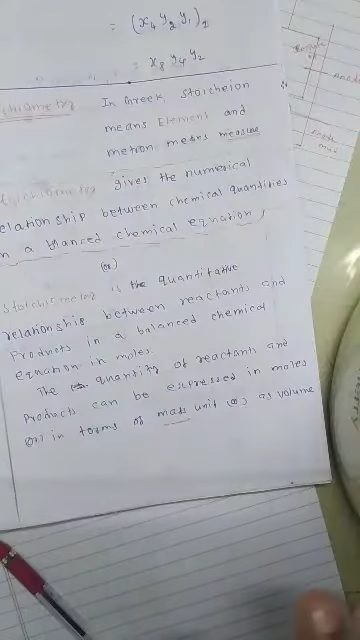 = (x4 y2 y1)2
x8 y4 y2
In Greek, stoicheion
means Element and
metron means measure
gives the numerical
relationship between chemical quantities
in a blanced chemical equation
(or)
Stoichiometry is the quantitative
relationship between reactants and
Products in a balanced chemical
equation in moles.
The quantity of reactants and
Products can be expressed in moles
(or) in terms of mass unit (or) as volume